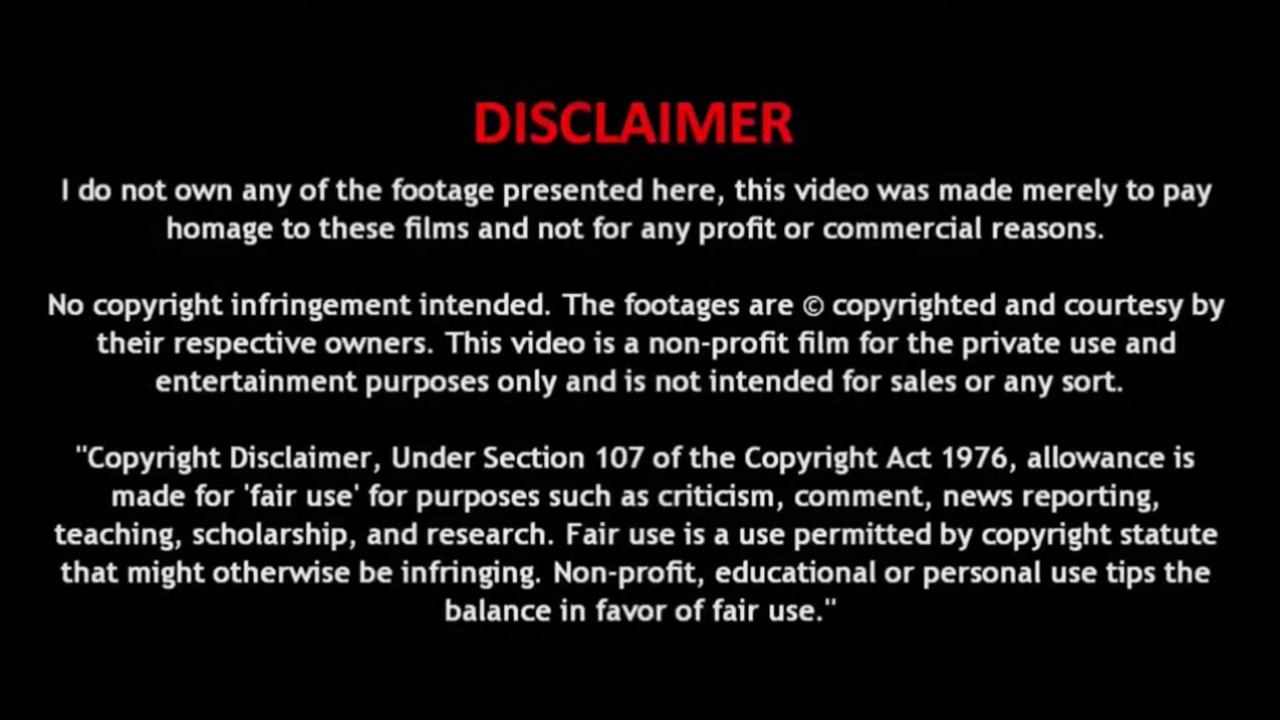 DISCLAIMER
I do not own any of the footage presented here, this video was made merely to pay
homage to these films and not for any profit or commercial reasons.
No copyright infringement intended. The footages are © copyrighted and courtesy by
their respective owners. This video is a non-profit film for the private use and
entertainment purposes only and is not intended for sales or any sort.
"Copyright Disclaimer, Under Section 107 of the Copyright Act 1976, allowance is
made for 'fair use' for purposes such as criticism, comment, news reporting,
teaching, scholarship, and research. Fair use is a use permitted by copyright statute
that might otherwise be infringing. Non-profit, educational or personal use tips the
balance in favor of fair use."